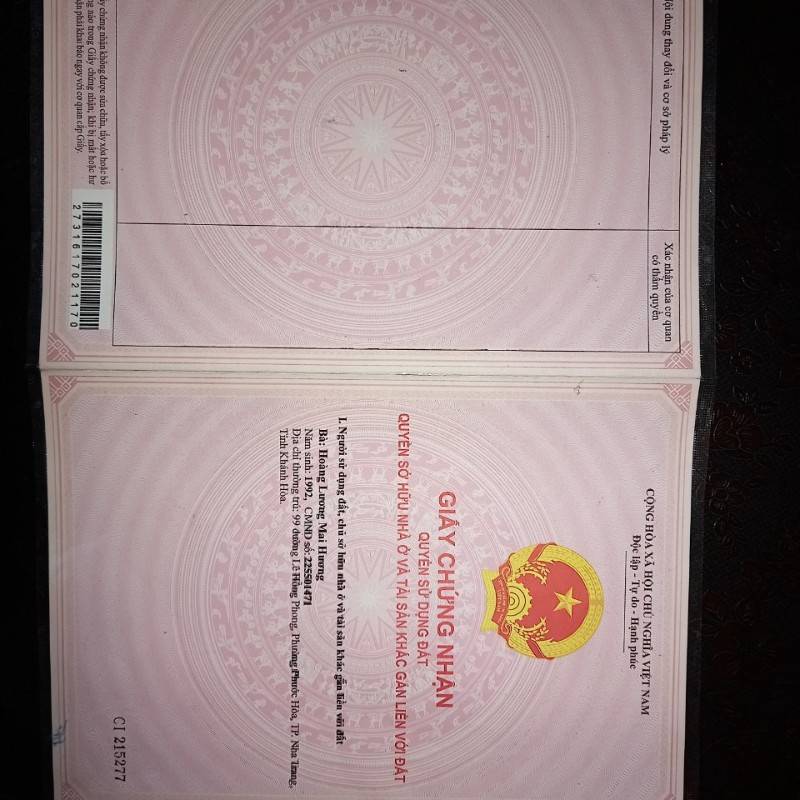 ội dung thay đổi và cơ sở pháp lý
Xác nhận của cơ quan
có thẩm quyền
ấy chứng nhận không được sửa chữa, tẩy xóa hoặc bổ
ng nào trong Giấy chứng nhận; khi bị mất hoặc hư
ận phải khai báo ngay với cơ quan cấp Giấy.
2731617021170
CỘNG HÒA XÃ HỘI CHỦ NGHĨA VIỆT NAM
Độc lập - Tự do - Hạnh phúc
GIẤY CHỨNG NHẬN
QUYỀN SỬ DỤNG ĐẤT
QUYỀN SỞ HỮU NHÀ Ở VÀ TÀI SẢN KHÁC GẮN LIỀN VỚI ĐẤT
I. Người sử dụng đất, chủ sở hữu nhà ở và tài sản khác gắn liền với đất
Bà: Hoàng Lương Mai Hương
Năm sinh: 1992, CMND số: 225501471
Địa chỉ thường trú: 99 đường Lê Hồng Phong, Phường Phước Hòa, TP. Nha Trang,
Tỉnh Khánh Hòa.
CI 215277